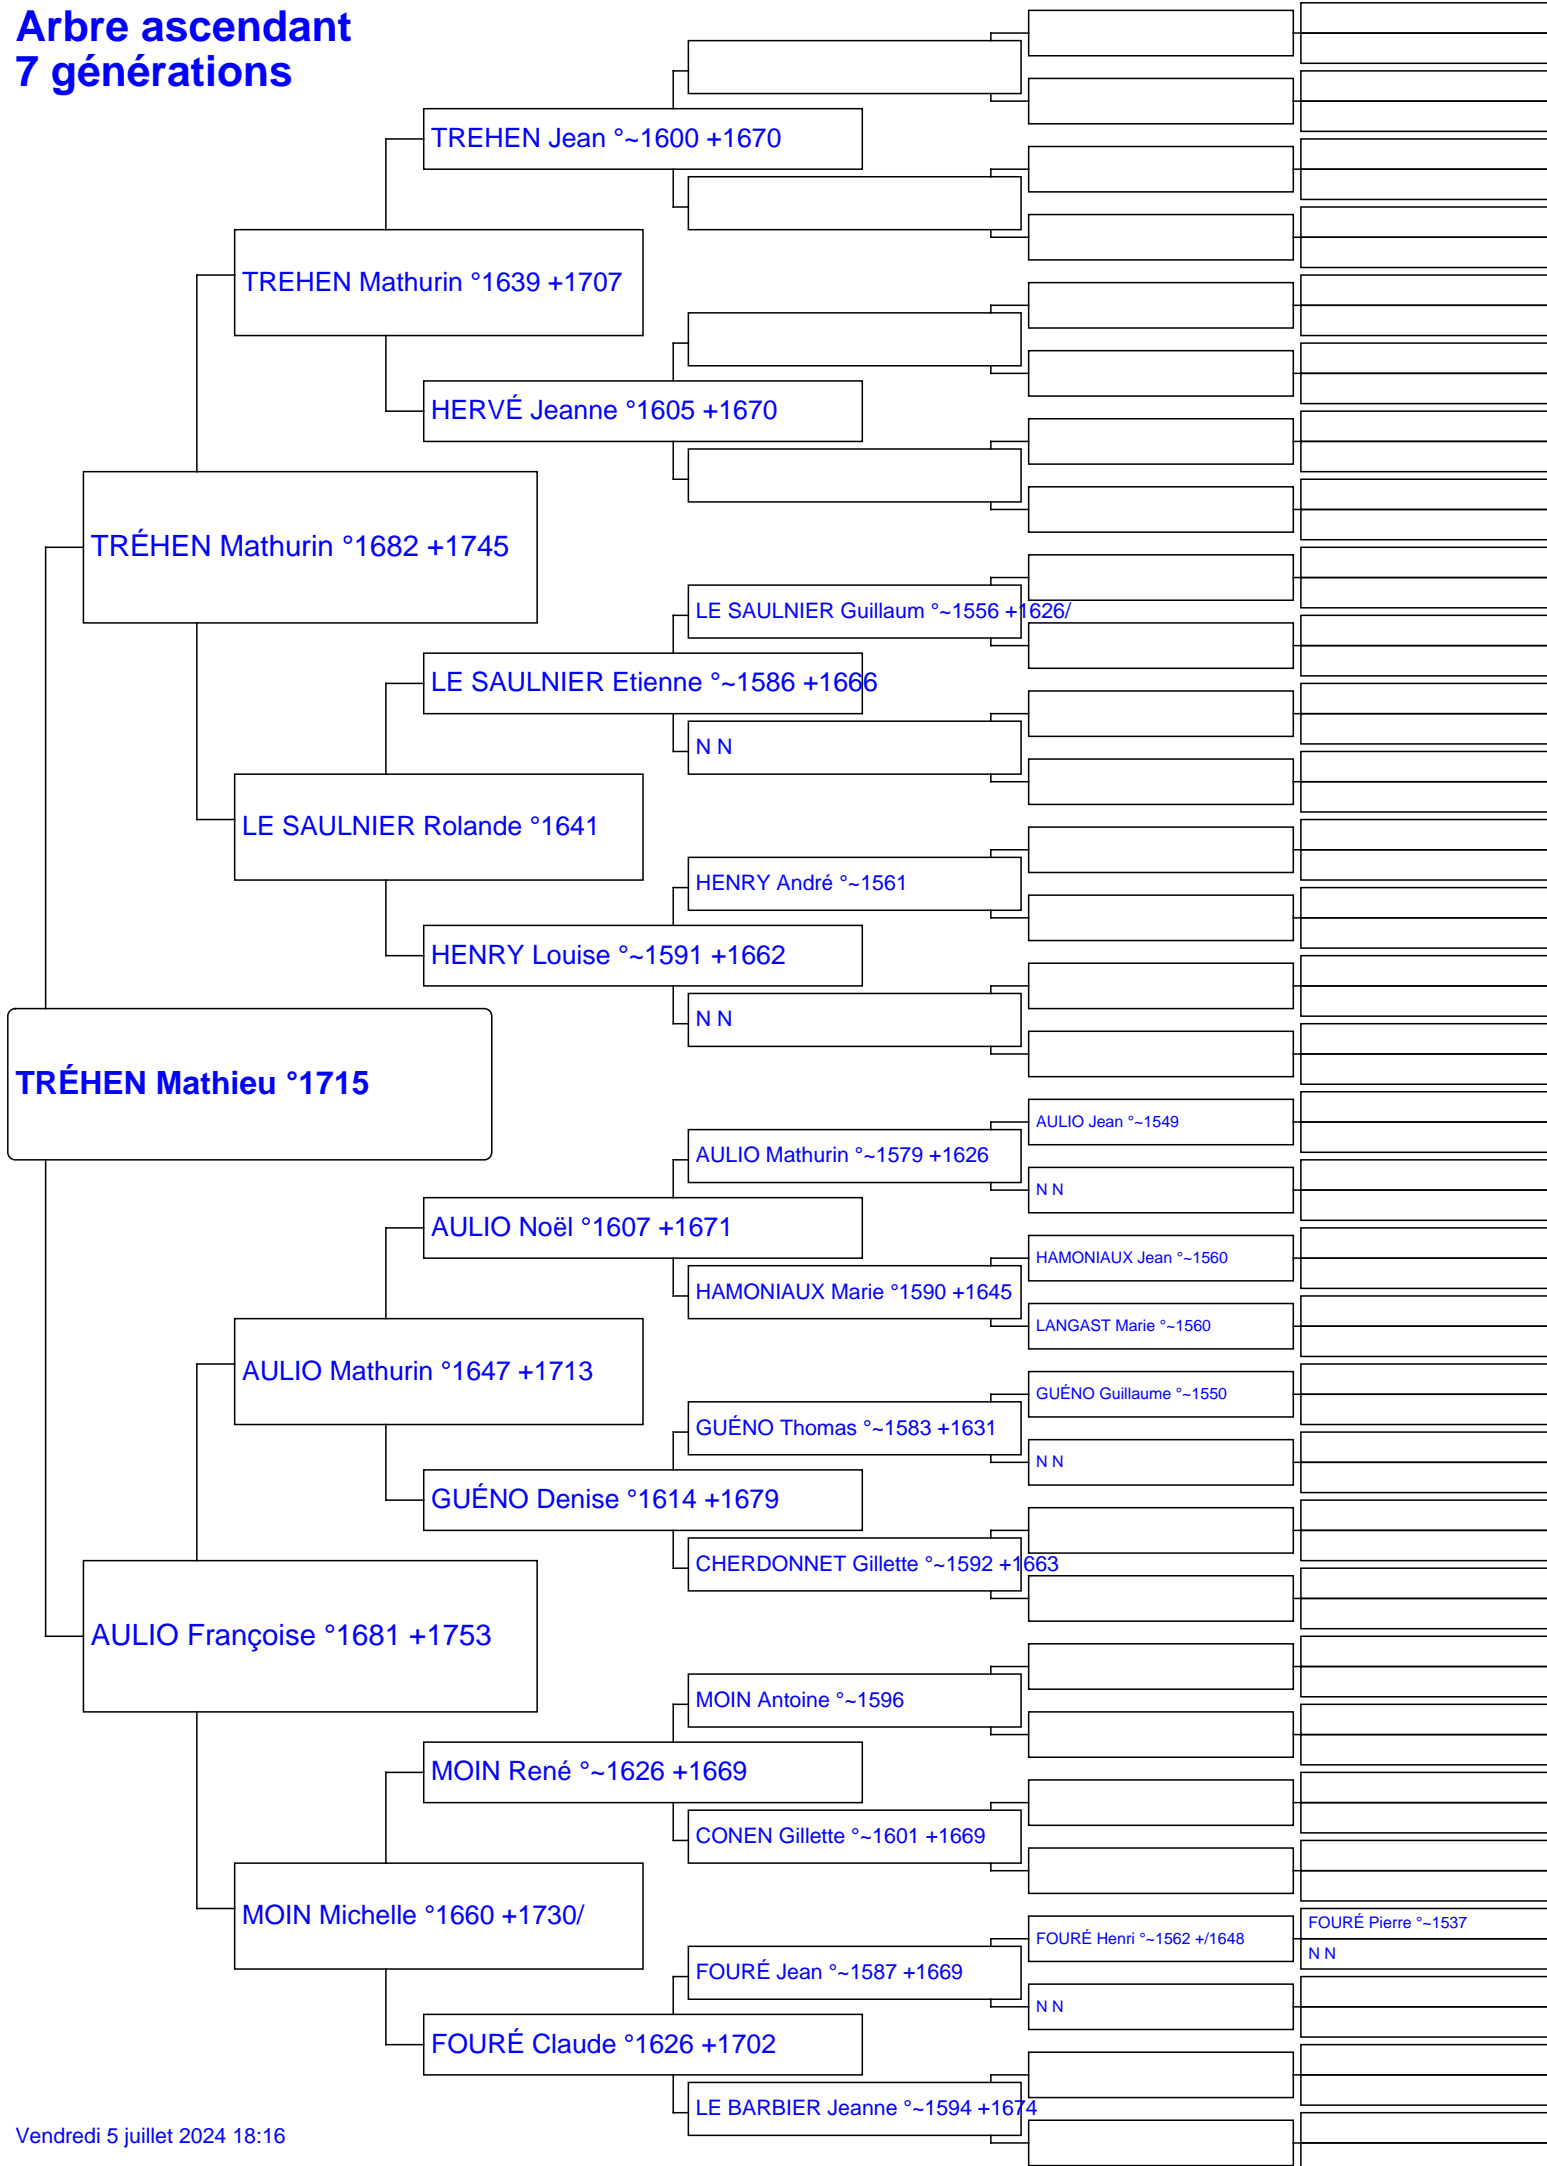 Arbre ascendant
7 générations
TREHEN Jean °~1600 +1670
TREHEN Mathurin °1639 +1707
HERVÉ Jeanne °1605 +1670
TRÉHEN Mathurin °1682 +1745
LE SAULNIER Guillaum °~1556 +1626/
LE SAULNIER Etienne °~1586 +1666
N N
LE SAULNIER Rolande °1641
HENRY André °~1561
HENRY Louise °~1591 +1662
N N
TRÉHEN Mathieu °1715
AULIO Jean °~1549
AULIO Mathurin °~1579 +1626
N N
AULIO Noël °1607 +1671
HAMONIAUX Jean °~1560
HAMONIAUX Marie °1590 +1645
LANGAST Marie °~1560
AULIO Mathurin °1647 +1713
GUÉNO Guillaume °~1550
GUÉNO Thomas °~1583 +1631
N N
GUÉNO Denise °1614 +1679
CHERDONNET Gillette °~1592 +1663
AULIO Françoise °1681 +1753
MOIN Antoine °~1596
MOIN René °~1626 +1669
CONEN Gillette °~1601 +1669
MOIN Michelle °1660 +1730/
FOURÉ Pierre °~1537
FOURÉ Henri °~1562 +/1648
N N
FOURÉ Jean °~1587 +1669
N N
FOURÉ Claude °1626 +1702
LE BARBIER Jeanne °~1594 +1674
Vendredi 5 juillet 2024 18:16